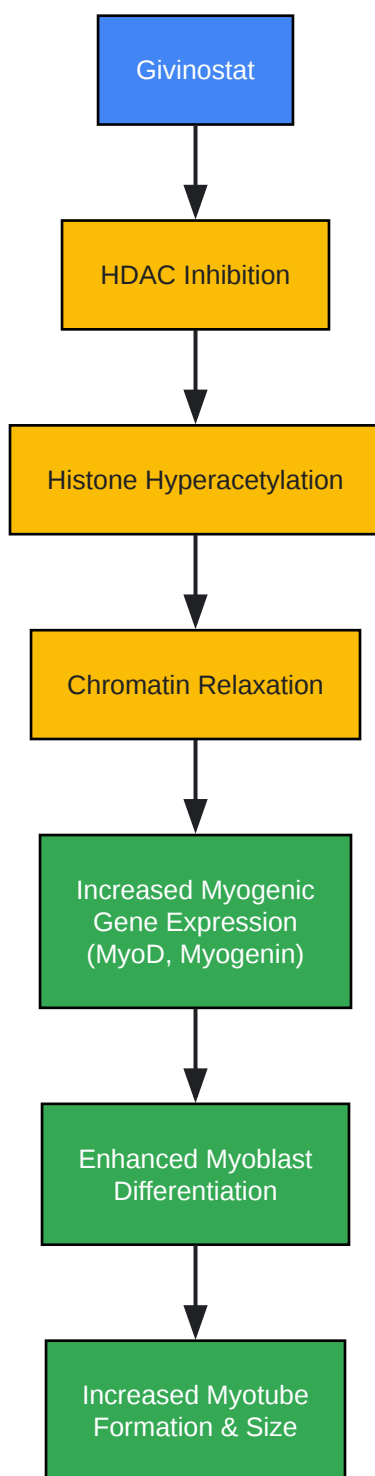 Givinostat
HDAC Inhibition
Histone Hyperacetylation
Chromatin Relaxation
Increased Myogenic
Gene Expression
(MyoD, Myogenin)
Enhanced Myoblast
Differentiation
Increased Myotube
Formation & Size